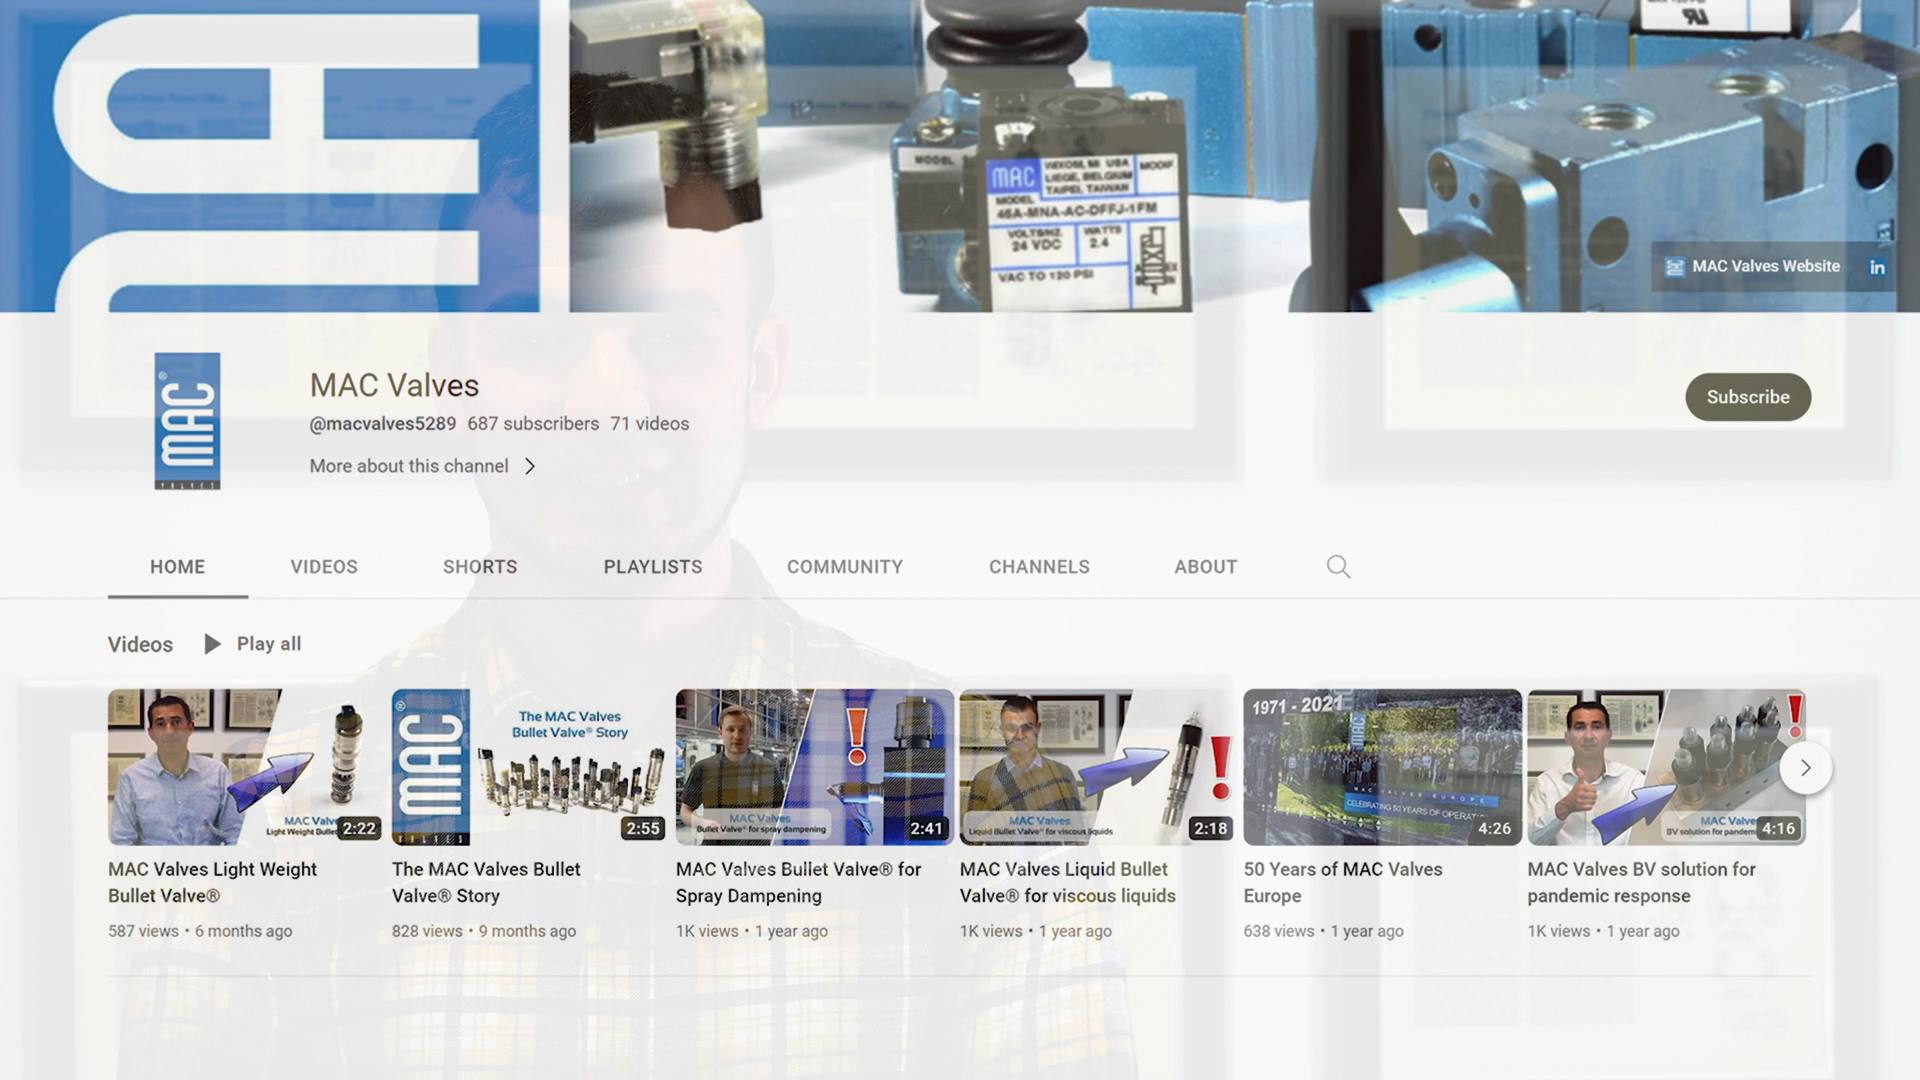 MAC
WIXOM, MI USA
LIEGE, BELGIUM
TAIPEI, TAIWAN
MODEL
45A-MNA-AC-DFFJ-1FM
VOLTS/HZ.
24 VDC
WATTS
2.4
VAC TO 120 PSI
MODEL
MAC Valves Website
in
MAC
VALVES
MAC Valves
@macvalves5289 687 subscribers 71 videos
More about this channel
Subscribe
HOME VIDEOS SHORTS PLAYLISTS COMMUNITY CHANNELS ABOUT
Videos Play all
2:22
MAC
VALVES
The MAC Valves
Bullet Valve® Story
2:55
MAC Valves
Bullet Valve® for spray dampening
2:41
MAC Valves
Liquid Bullet Valve® for viscous liquids
2:18
1971 - 2021
MAC VALVES EUROPE
4:26
4:16
MAC Valves Light Weight
Bullet Valve®
The MAC Valves Bullet
Valve® Story
MAC Valves Bullet Valve® for
Spray Dampening
MAC Valves Liquid Bullet
Valve® for viscous liquids
50 Years of MAC Valves
Europe
MAC Valves BV solution for
pandemic response
587 views • 6 months ago
828 views • 9 months ago
1K views • 1 year ago
1K views • 1 year ago
638 views • 1 year ago
1K views • 1 year ago